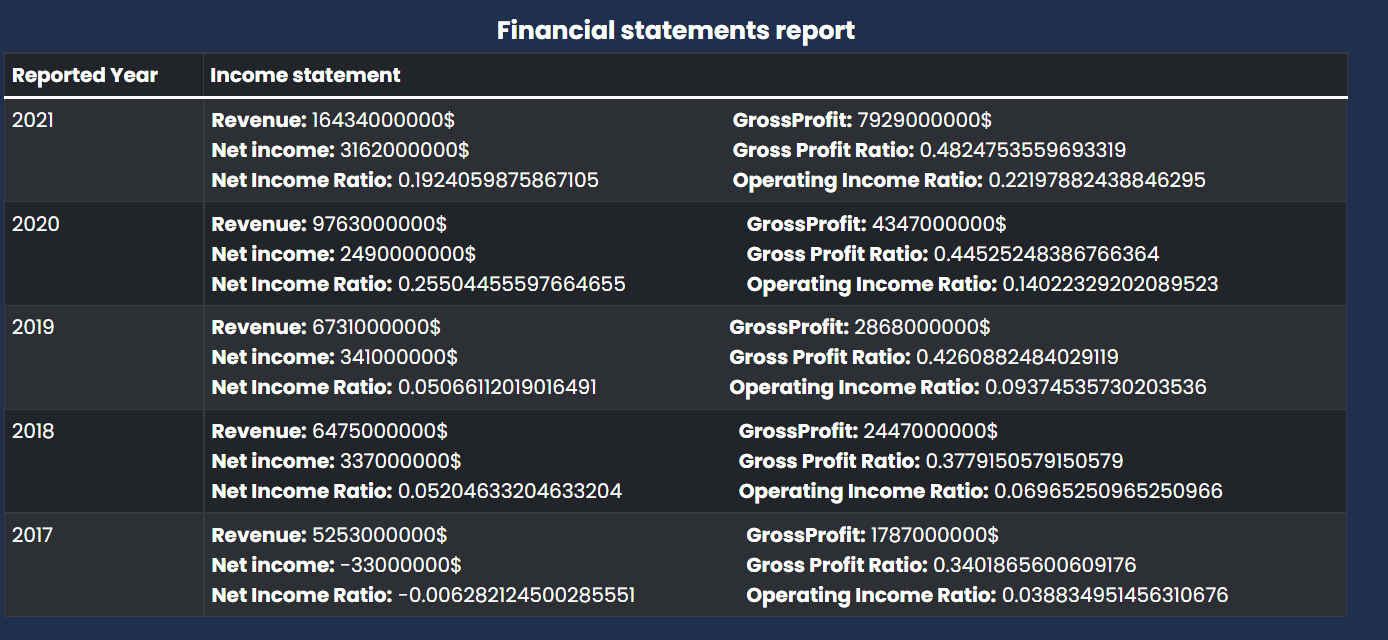 Financial statements report
Reported Year Income statement
2021 Revenue: 16434000000$ GrossProfit: 7929000000$
Net income: 3162000000$ Gross Profit Ratio: 0.4824753559693319
Net Income Ratio: 0.1924059875867105 Operating Income Ratio: 0.22197882438846295
2020 Revenue: 9763000000$ GrossProfit: 4347000000$
Net income: 2490000000$ Gross Profit Ratio: 0.44525248386766364
Net Income Ratio: 0.25504455597664655 Operating Income Ratio: 0.14022329202089523
2019 Revenue: 6731000000$ GrossProfit: 2868000000$
Net income: 341000000$ Gross Profit Ratio: 0.4260882484029119
Net Income Ratio: 0.05066112019016491 Operating Income Ratio: 0.09374535730203536
2018 Revenue: 6475000000$ GrossProfit: 2447000000$
Net income: 337000000$ Gross Profit Ratio: 0.3779150579150579
Net Income Ratio: 0.05204633204633204 Operating Income Ratio: 0.06965250965250966
2017 Revenue: 5253000000$ GrossProfit: 1787000000$
Net income: -33000000$ Gross Profit Ratio: 0.3401865600609176
Net Income Ratio: -0.006282124500285551 Operating Income Ratio: 0.038834951456310676